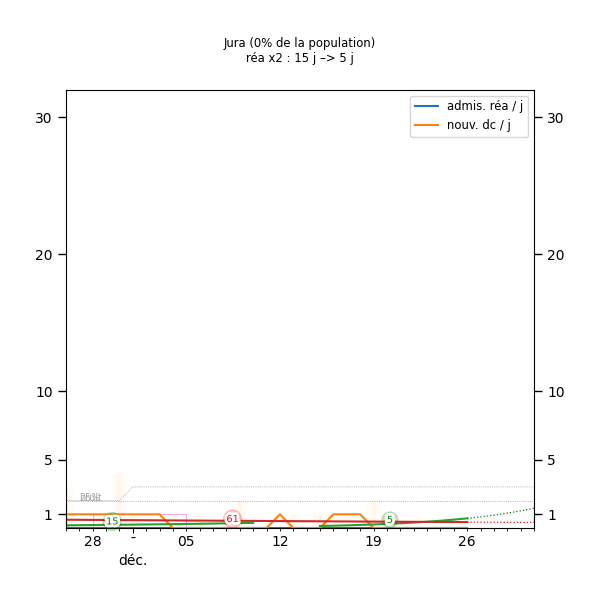 Jura (0% de la population)
réa x2 : 15 j –> 5 j
admis. réa / j
nouv. dc / j
30 30
20 20
10 10
5 5
1 1
15 61 5
28 - 05 12 19 26
déc.